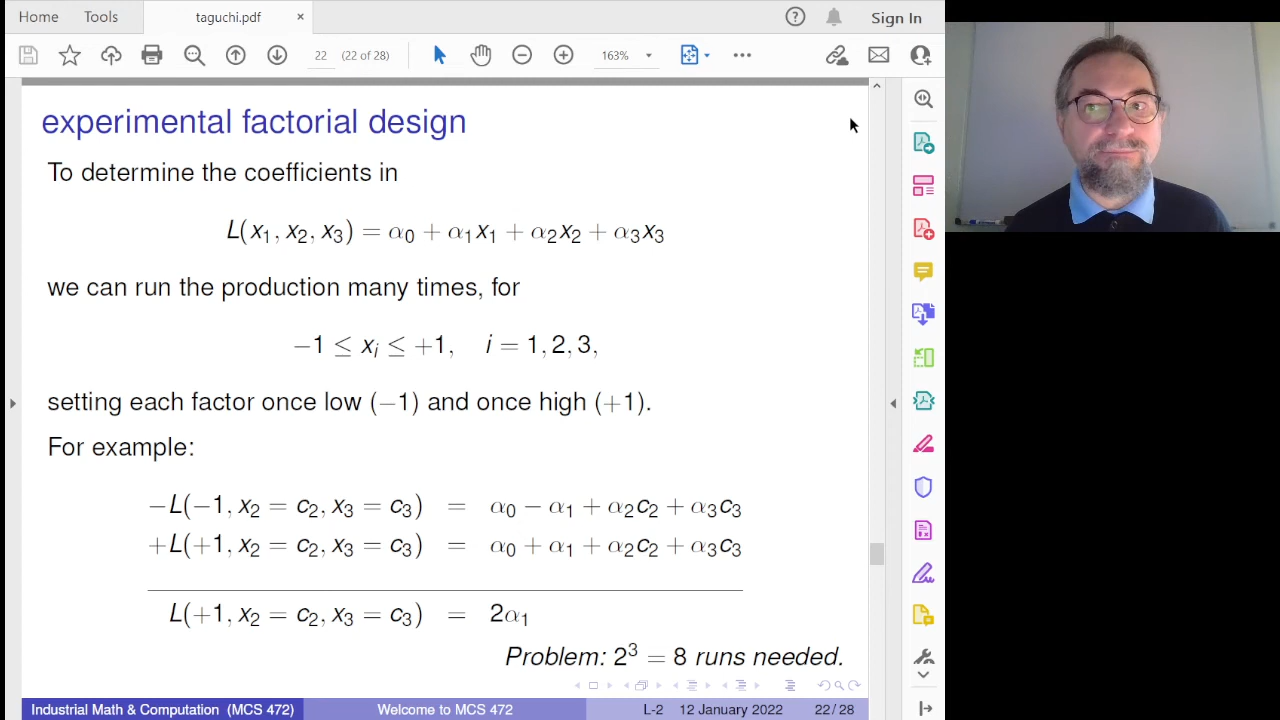 Home Tools taguchi.pdf × Sign In
22 (22 of 28) 163%
experimental factorial design
To determine the coefficients in
L(x₁, x₂, x₃) = α₀ + α₁x₁ + α₂x₂ + α₃x₃
we can run the production many times, for
−1 ≤ xᵢ ≤ +1, i = 1, 2, 3,
setting each factor once low (−1) and once high (+1).
For example:
−L(−1, x₂ = c₂, x₃ = c₃) = α₀ − α₁ + α₂c₂ + α₃c₃
+L(+1, x₂ = c₂, x₃ = c₃) = α₀ + α₁ + α₂c₂ + α₃c₃
L(+1, x₂ = c₂, x₃ = c₃) = 2α₁
Problem: 2³ = 8 runs needed.
Industrial Math & Computation (MCS 472) Welcome to MCS 472 L-2 12 January 2022 22 / 28